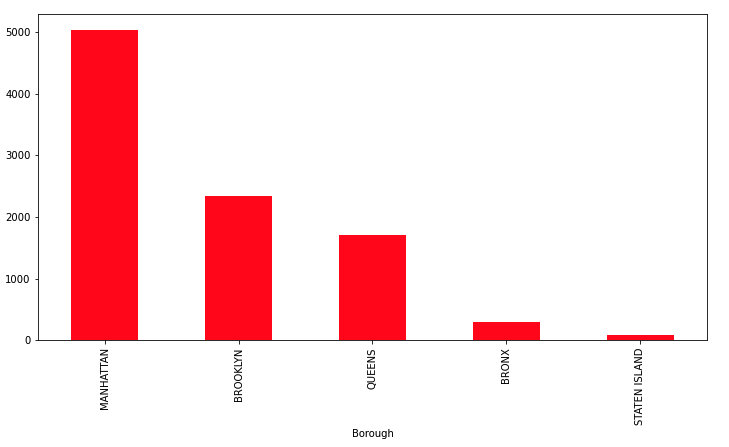 5000
4000
3000
2000
1000
0
MANHATTAN
BROOKLYN
QUEENS
BRONX
STATEN ISLAND
Borough